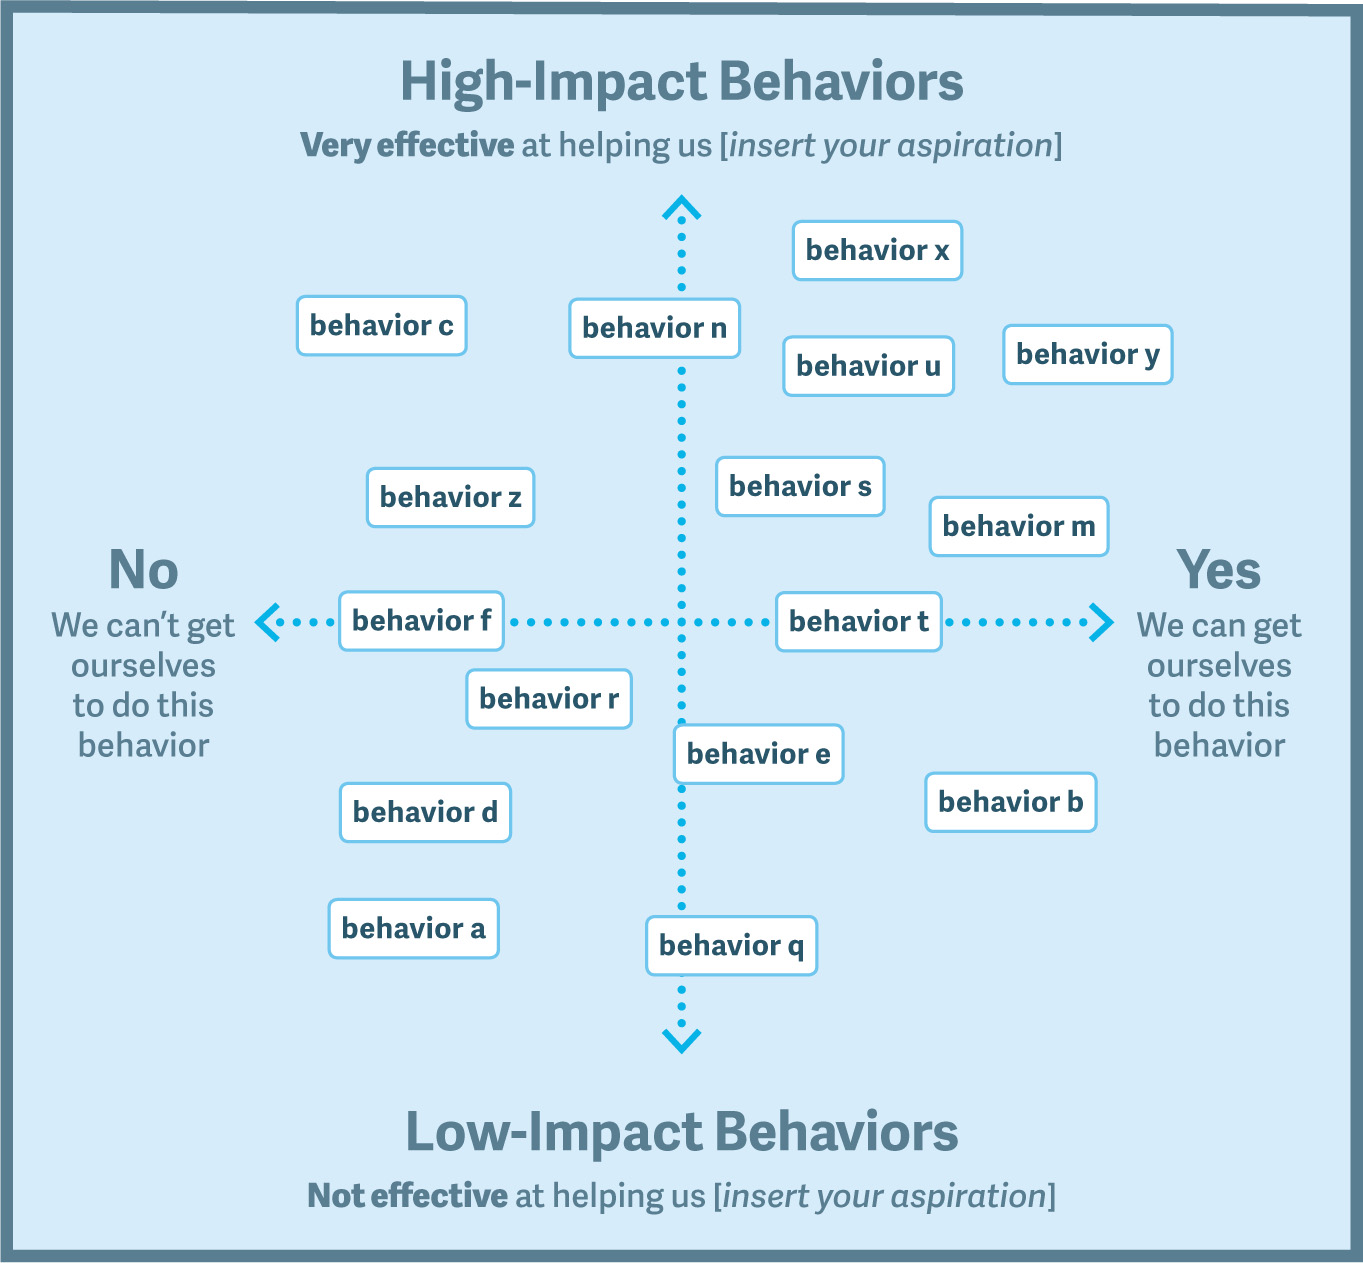 High-Impact Behaviors
Very effective at helping us [insert your aspiration]
behavior x
behavior c
behavior n
behavior y
behavior u
behavior s
behavior z
behavior m
No
We can't get
ourselves
to do this
behavior
behavior f
behavior t
Yes
We can get
ourselves
to do this
behavior
behavior r
behavior e
behavior b
behavior d
behavior a
behavior q
Low-Impact Behaviors
Not effective at helping us [insert your aspiration]